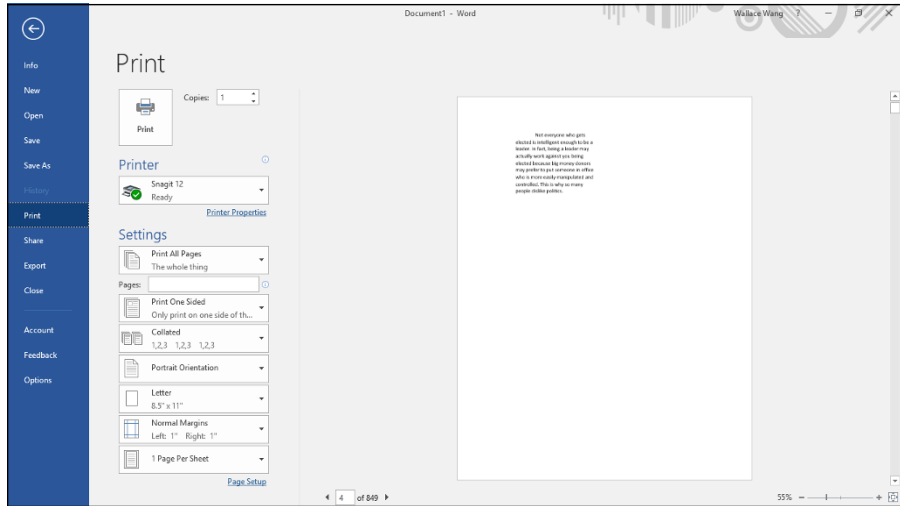 Document1 - Word
Wallace Wang ?
Info
New
Open
Save
Save As
History
Print
Share
Export
Close
Account
Feedback
Options
Print
Print
Copies: 1
Printer
Snagit 12
Ready
Printer Properties
Settings
Print All Pages
The whole thing
Pages:
Print One Sided
Only print on one side of th...
Collated
1,2,3 1,2,3 1,2,3
Portrait Orientation
Letter
8.5" x 11"
Normal Margins
Left: 1" Right: 1"
1 Page Per Sheet
Page Setup
Not everyone who gets
elected is intelligent enough to be a
leader. In fact, being a leader may
actually work against you being
elected because big money donors
may prefer to put someone in office
who is more easily manipulated and
controlled. This is why so many
people dislike politics.
4 of 849
55%